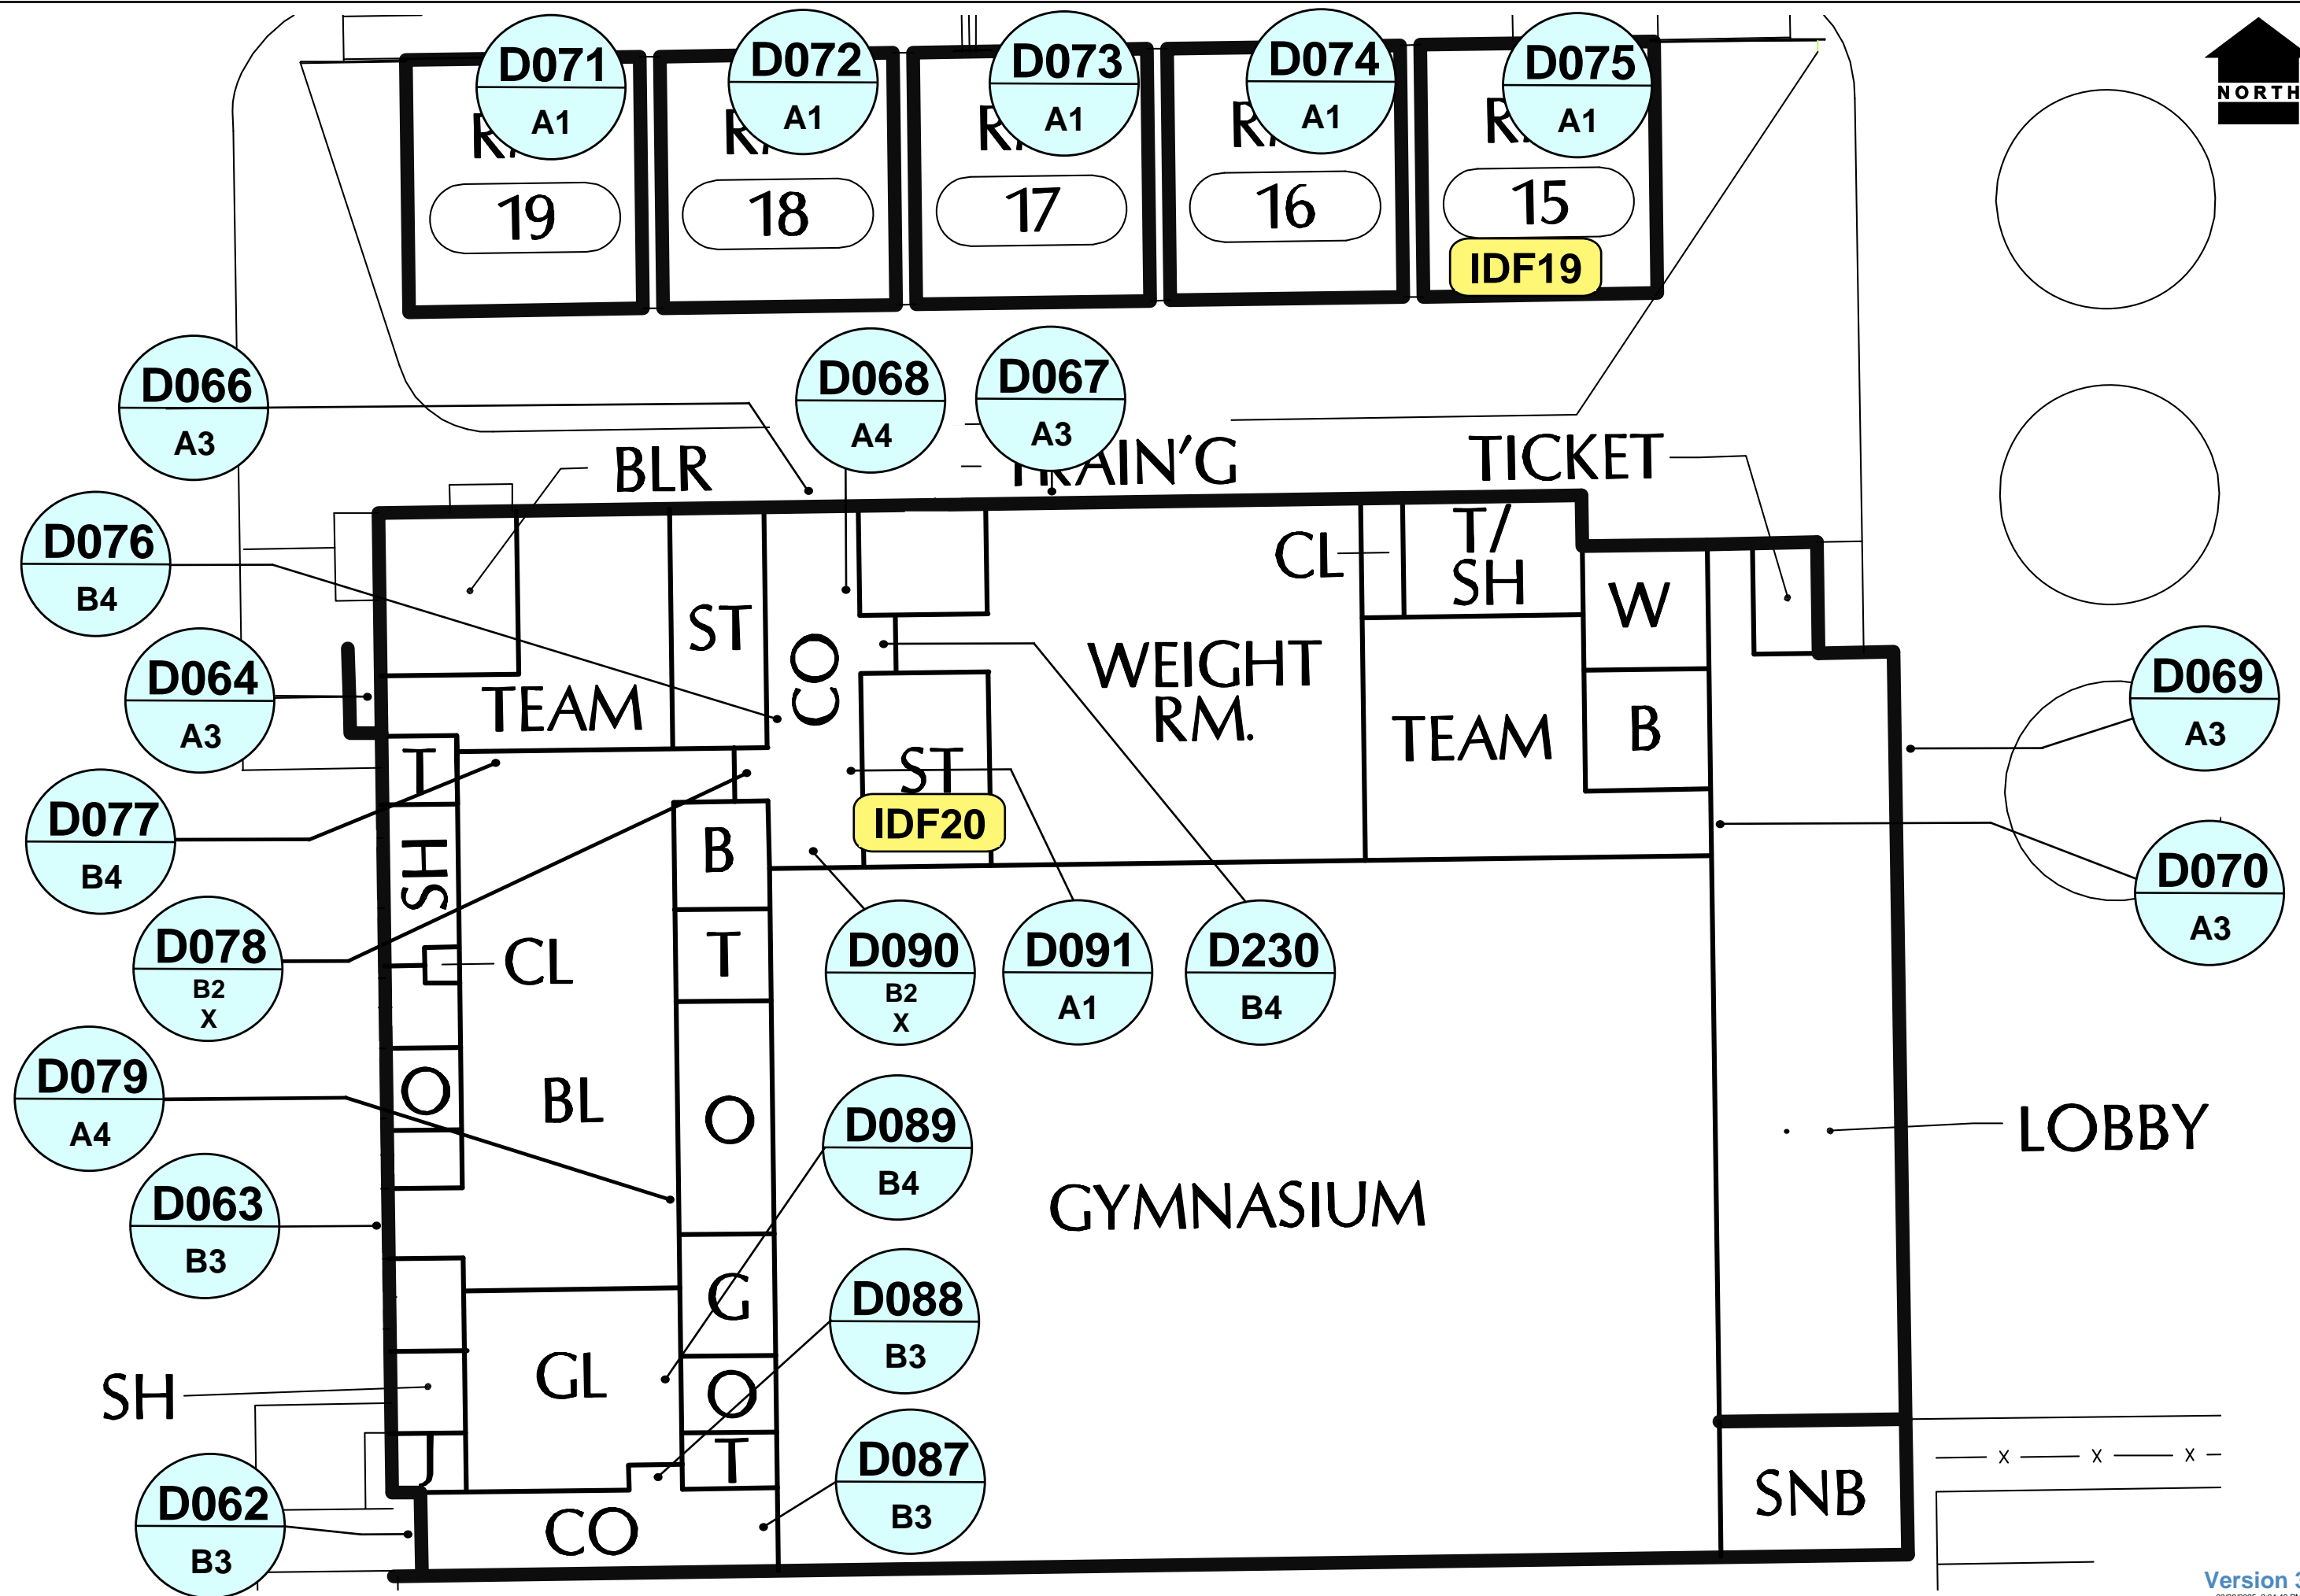 D071
A1
D072
A1
D073
A1
D074
A1
D075
A1
NORTH
19
18
17
16
15
IDF19
D066
A3
D068
A4
D067
A3
BLR
TRAIN'G
TICKET
D076
B4
CL
T/
SH
ST
CO
W
WEIGHT
RM.
D064
A3
TEAM
TEAM
B
D069
A3
T
ST
IDF20
D077
B4
SH
B
D070
A3
D078
B2
X
CL
T
D090
B2
X
D091
A1
D230
B4
D079
A4
O
BL
O
D089
B4
LOBBY
D063
B3
GYMNASIUM
G
D088
B3
SH
GL
O
J
T
D087
B3
X
X
X
D062
B3
CO
SNB
Version 3